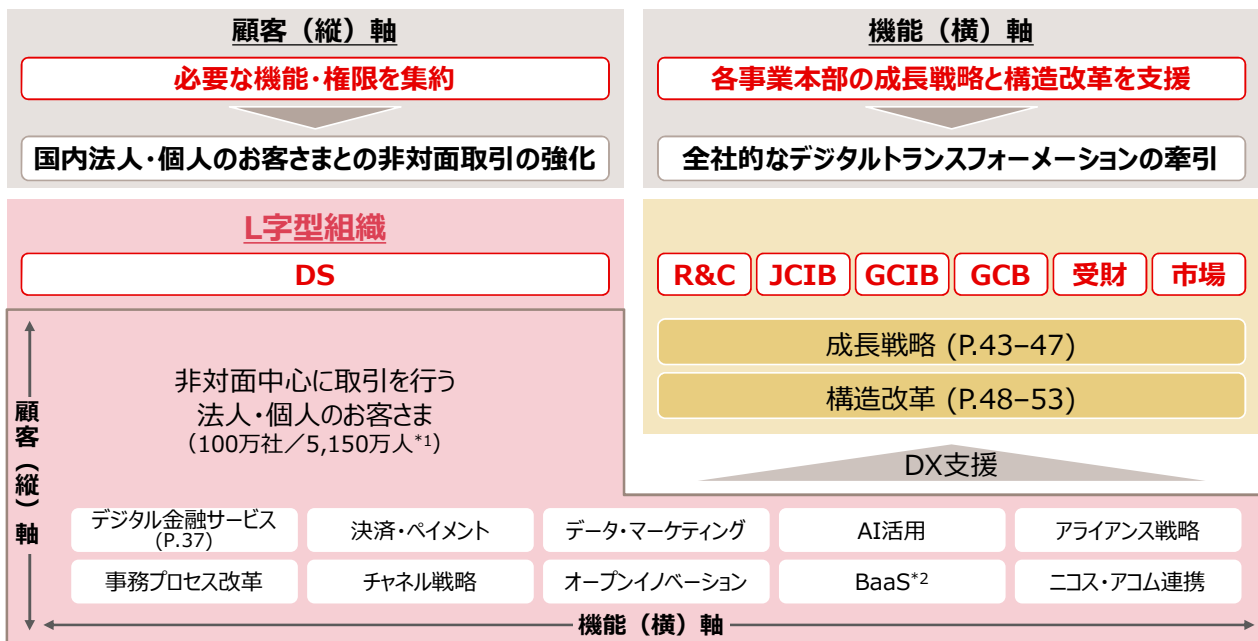 顧客（縦）軸
必要な機能・権限を集約
国内法人・個人のお客さまとの非対面取引の強化
機能（横）軸
各事業本部の成長戦略と構造改革を支援
全社的なデジタルトランスフォーメーションの牽引
L字型組織
DS
R&C
JCIB
GCIB
GCB
受財
市場
成長戦略 (P.43–47)
構造改革 (P.48–53)
DX支援
顧客（縦）軸
非対面中心に取引を行う
法人・個人のお客さま
（100万社／5,150万人*1）
デジタル金融サービス
(P.37)
決済・ペイメント
データ・マーケティング
AI活用
アライアンス戦略
事務プロセス改革
チャネル戦略
オープンイノベーション
BaaS*2
ニコス・アコム連携
機能（横）軸